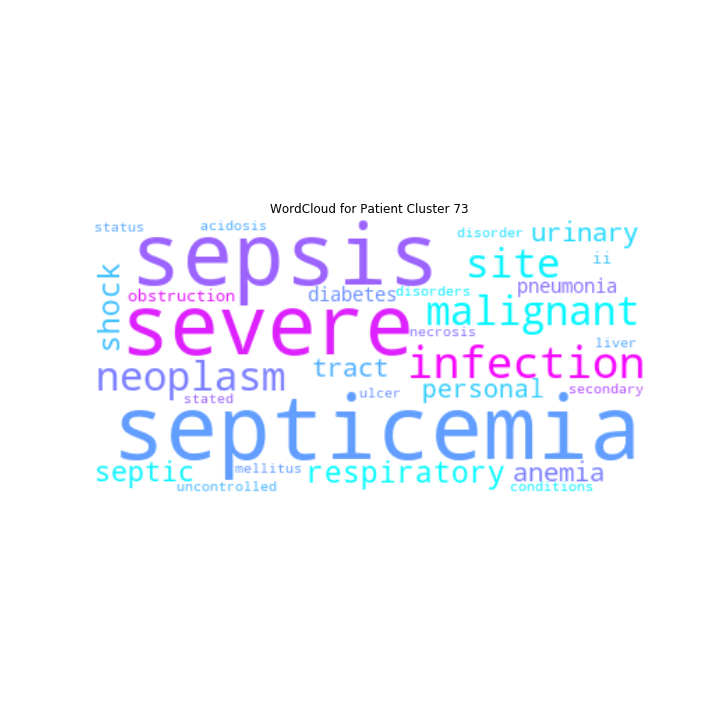 WordCloud for Patient Cluster 73
status
acidosis
sepsis
disorder
urinary
site
ii
shock
obstruction
diabetes
disorders
pneumonia
severe
malignant
necrosis
liver
neoplasm
tract
infection
stated
ulcer
personal
secondary
septicemia
septic
mellitus
respiratory
anemia
uncontrolled
conditions